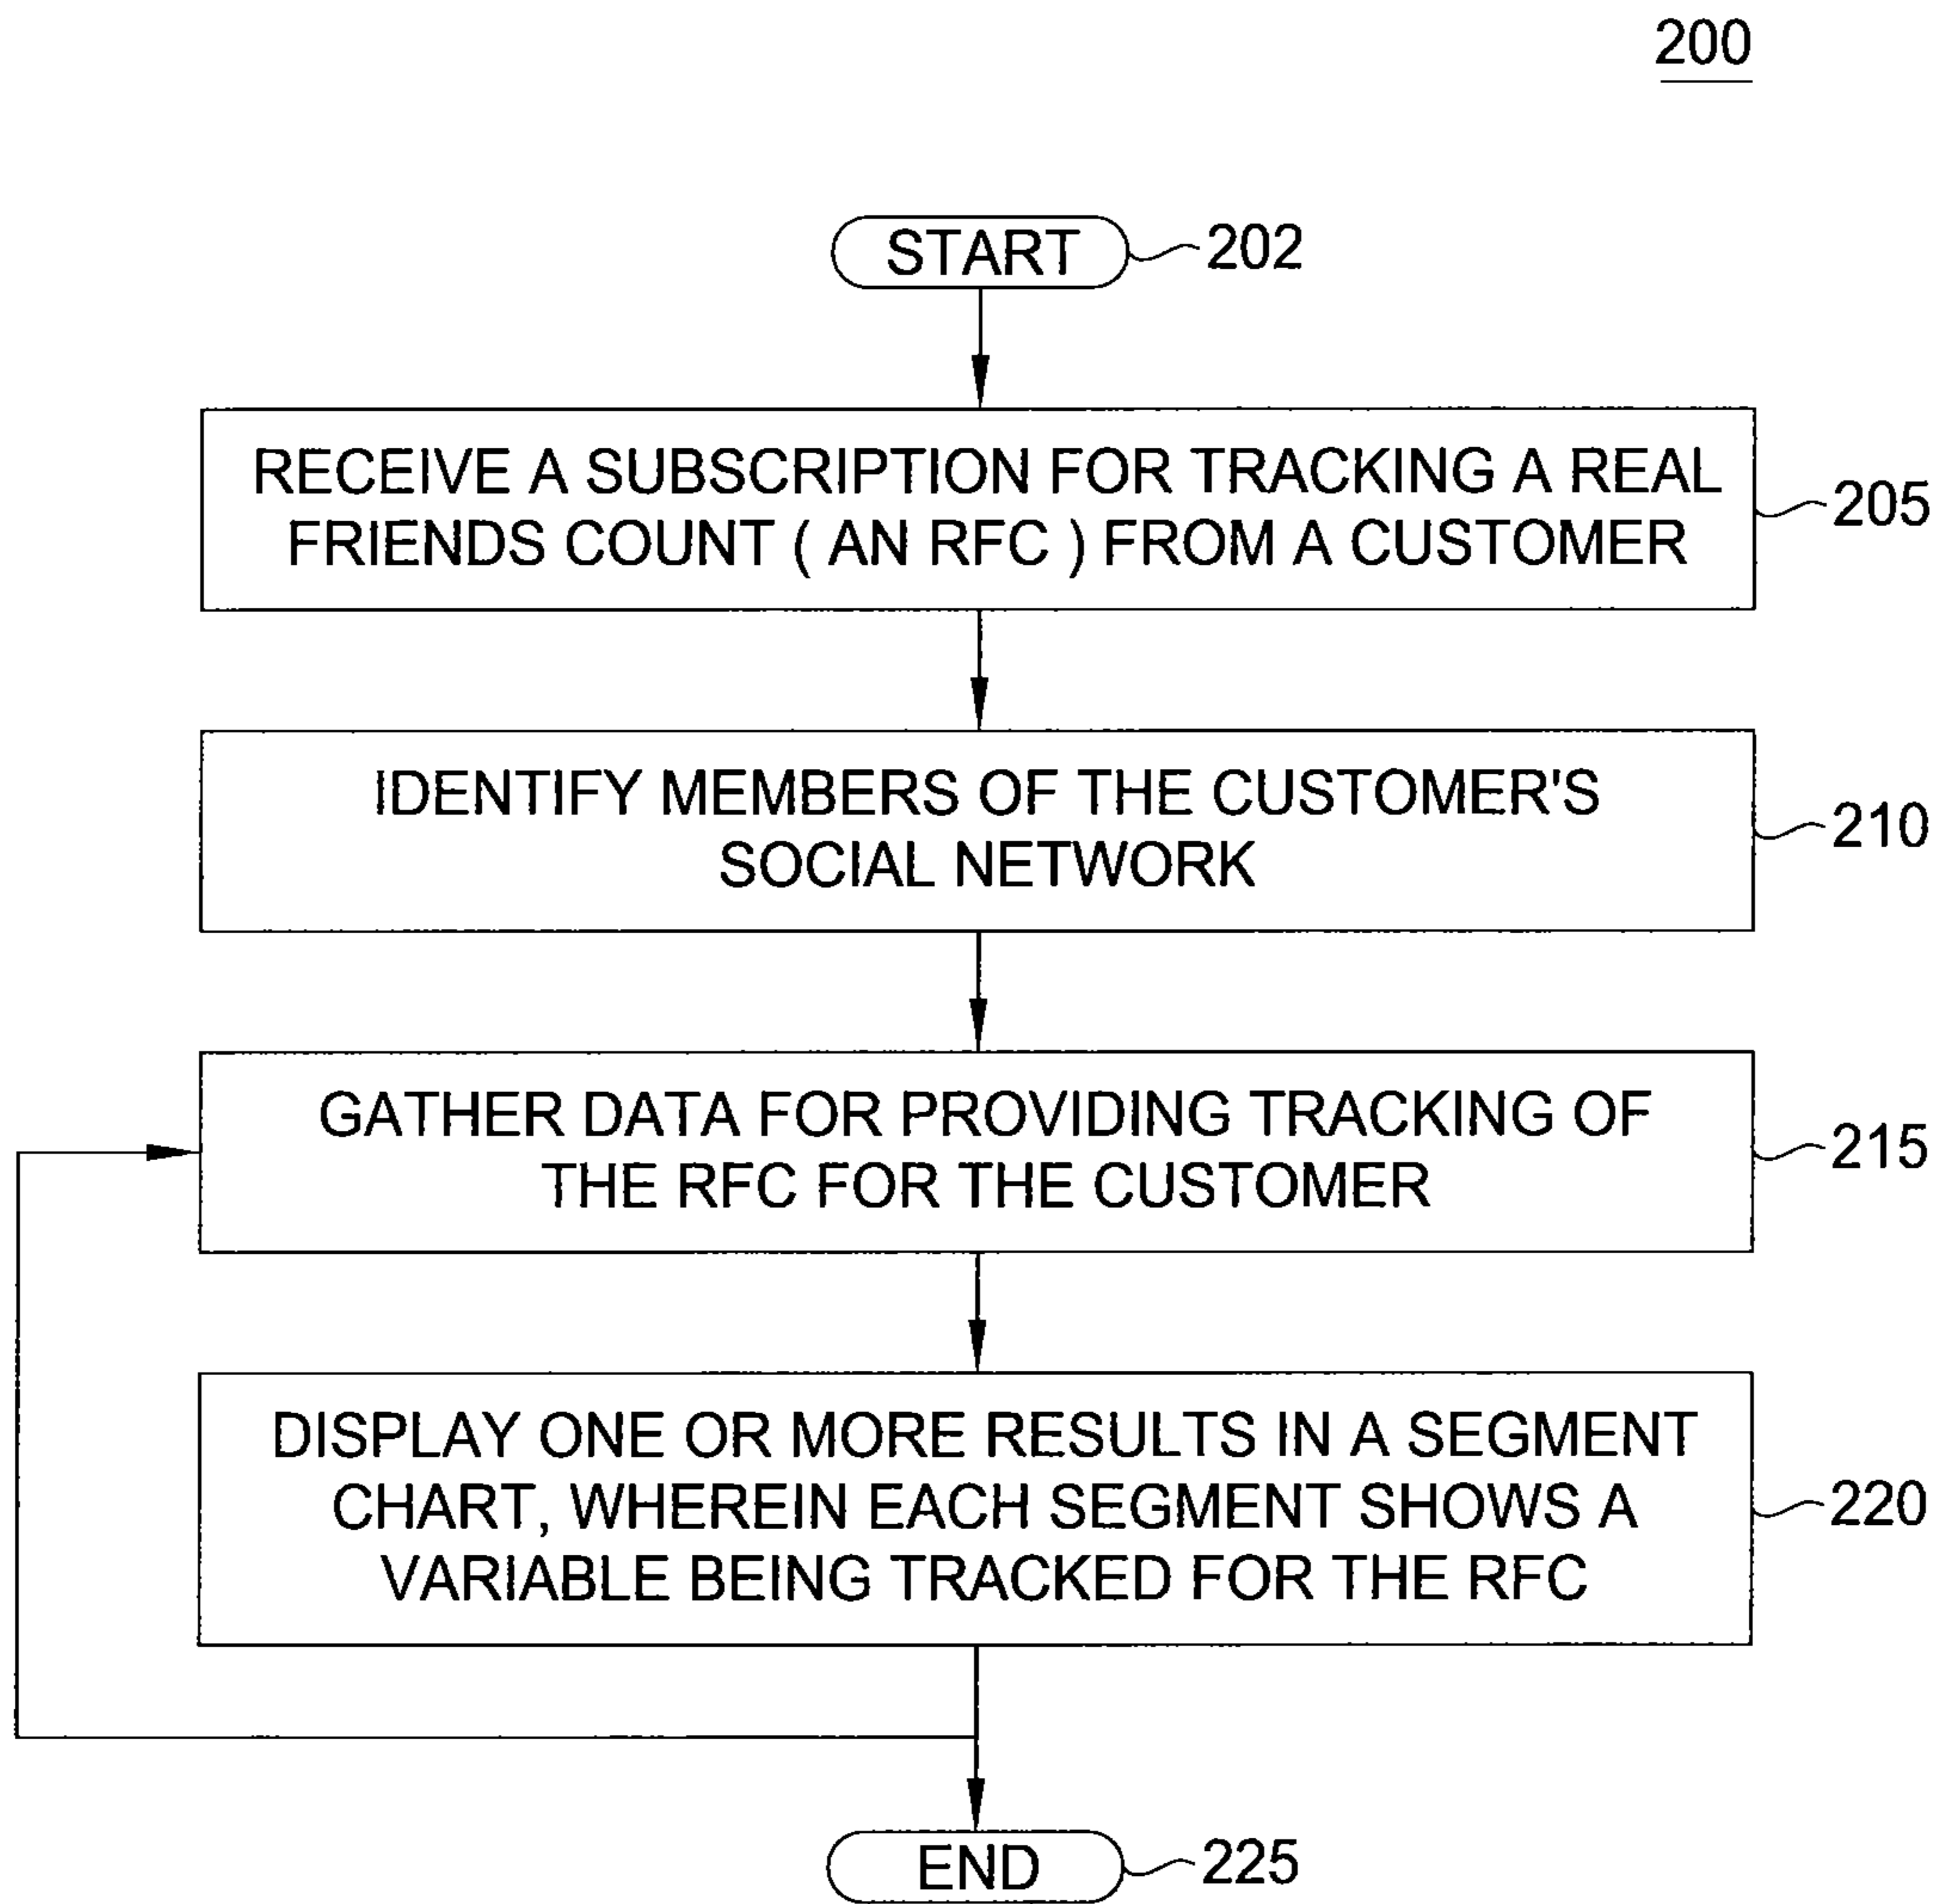 200
START
202
RECEIVE A SUBSCRIPTION FOR TRACKING A REAL
FRIENDS COUNT ( AN RFC ) FROM A CUSTOMER
205
IDENTIFY MEMBERS OF THE CUSTOMER'S
SOCIAL NETWORK
210
GATHER DATA FOR PROVIDING TRACKING OF
THE RFC FOR THE CUSTOMER
215
DISPLAY ONE OR MORE RESULTS IN A SEGMENT
CHART, WHEREIN EACH SEGMENT SHOWS A
VARIABLE BEING TRACKED FOR THE RFC
220
END
225